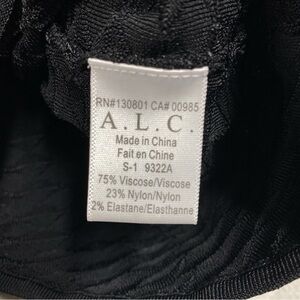 RN#130801 CA# 00985
A.L.C.
Made in China
Fait en Chine
S-1 9322A
75% Viscose/Viscose
23% Nylon/Nylon
2% Elastane/Elasthanne